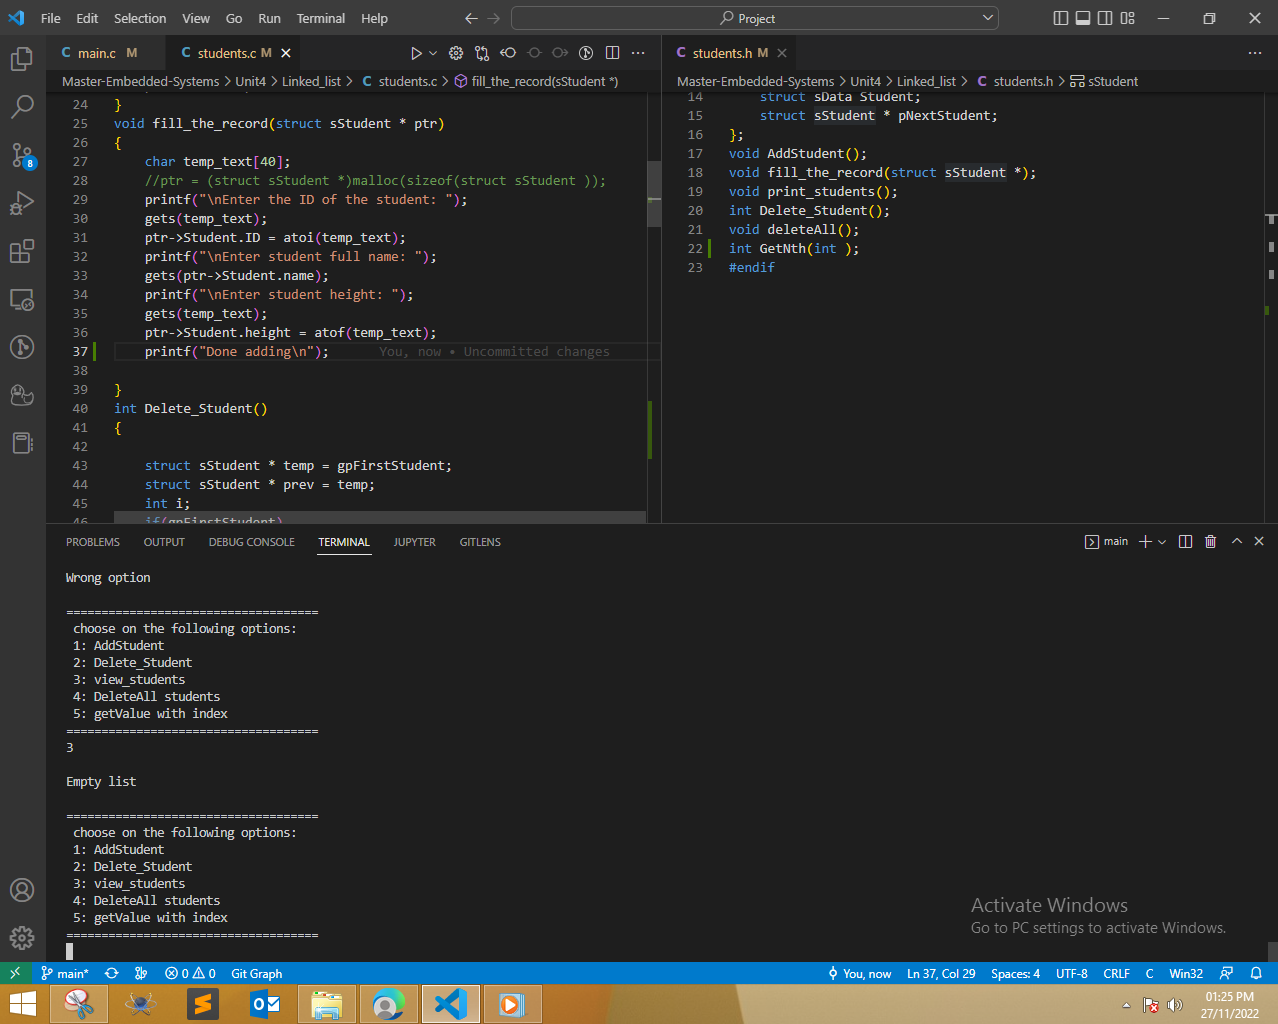 File Edit Selection View Go Run Terminal Help
Project
main.c M
students.c M
students.h M
Master-Embedded-Systems > Unit4 > Linked_list > C students.c > fill_the_record(sStudent *)
24 }
25 void fill_the_record(struct sStudent * ptr)
26 {
27 char temp_text[40];
28 //ptr = (struct sStudent *)malloc(sizeof(struct sStudent ));
29 printf("\nEnter the ID of the student: ");
30 gets(temp_text);
31 ptr->Student.ID = atoi(temp_text);
32 printf("\nEnter student full name: ");
33 gets(ptr->Student.name);
34 printf("\nEnter student height: ");
35 gets(temp_text);
36 ptr->Student.height = atof(temp_text);
37 printf("Done adding\n"); You, now • Uncommitted changes
38
39 }
40 int Delete_Student()
41 {
42
43 struct sStudent * temp = gpFirstStudent;
44 struct sStudent * prev = temp;
45 int i;
46 if(gpFirstStudent)
Master-Embedded-Systems > Unit4 > Linked_list > C students.h > sStudent
14 struct sData Student;
15 struct sStudent * pNextStudent;
16 };
17 void AddStudent();
18 void fill_the_record(struct sStudent *);
19 void print_students();
20 int Delete_Student();
21 void deleteAll();
22 int GetNth(int );
23 #endif
8
PROBLEMS OUTPUT DEBUG CONSOLE TERMINAL JUPYTER GITLENS
main
Wrong option
====================================
choose on the following options:
1: AddStudent
2: Delete_Student
3: view_students
4: DeleteAll students
5: getValue with index
====================================
3
Empty list
====================================
choose on the following options:
1: AddStudent
2: Delete_Student
3: view_students
4: DeleteAll students
5: getValue with index
====================================
Activate Windows
Go to PC settings to activate Windows.
main* 0 0 Git Graph You, now Ln 37, Col 29 Spaces: 4 UTF-8 CRLF C Win32
01:25 PM
27/11/2022